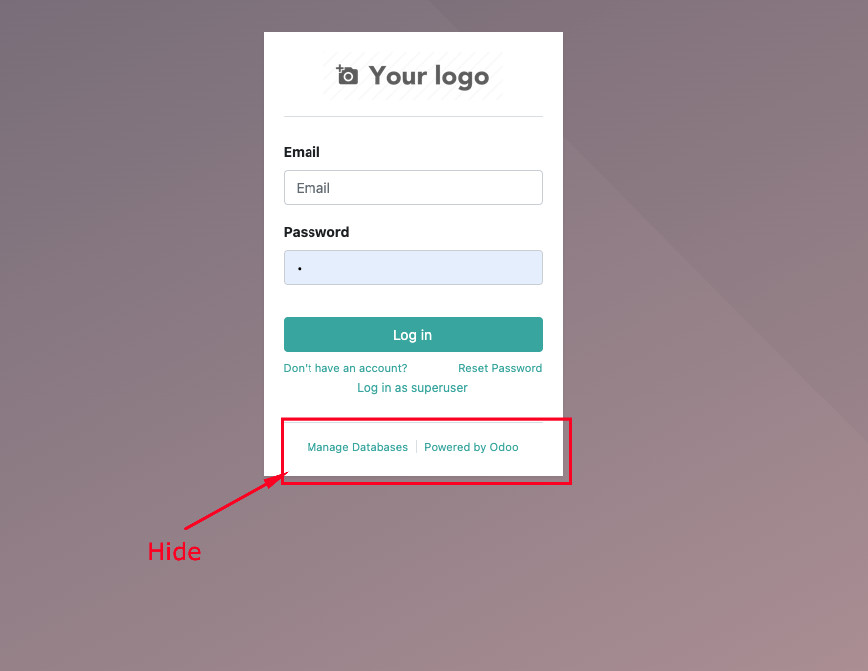 Your logo
Email
Email
Password
Log in
Don't have an account? Reset Password
Log in as superuser
Manage Databases Powered by Odoo
Hide